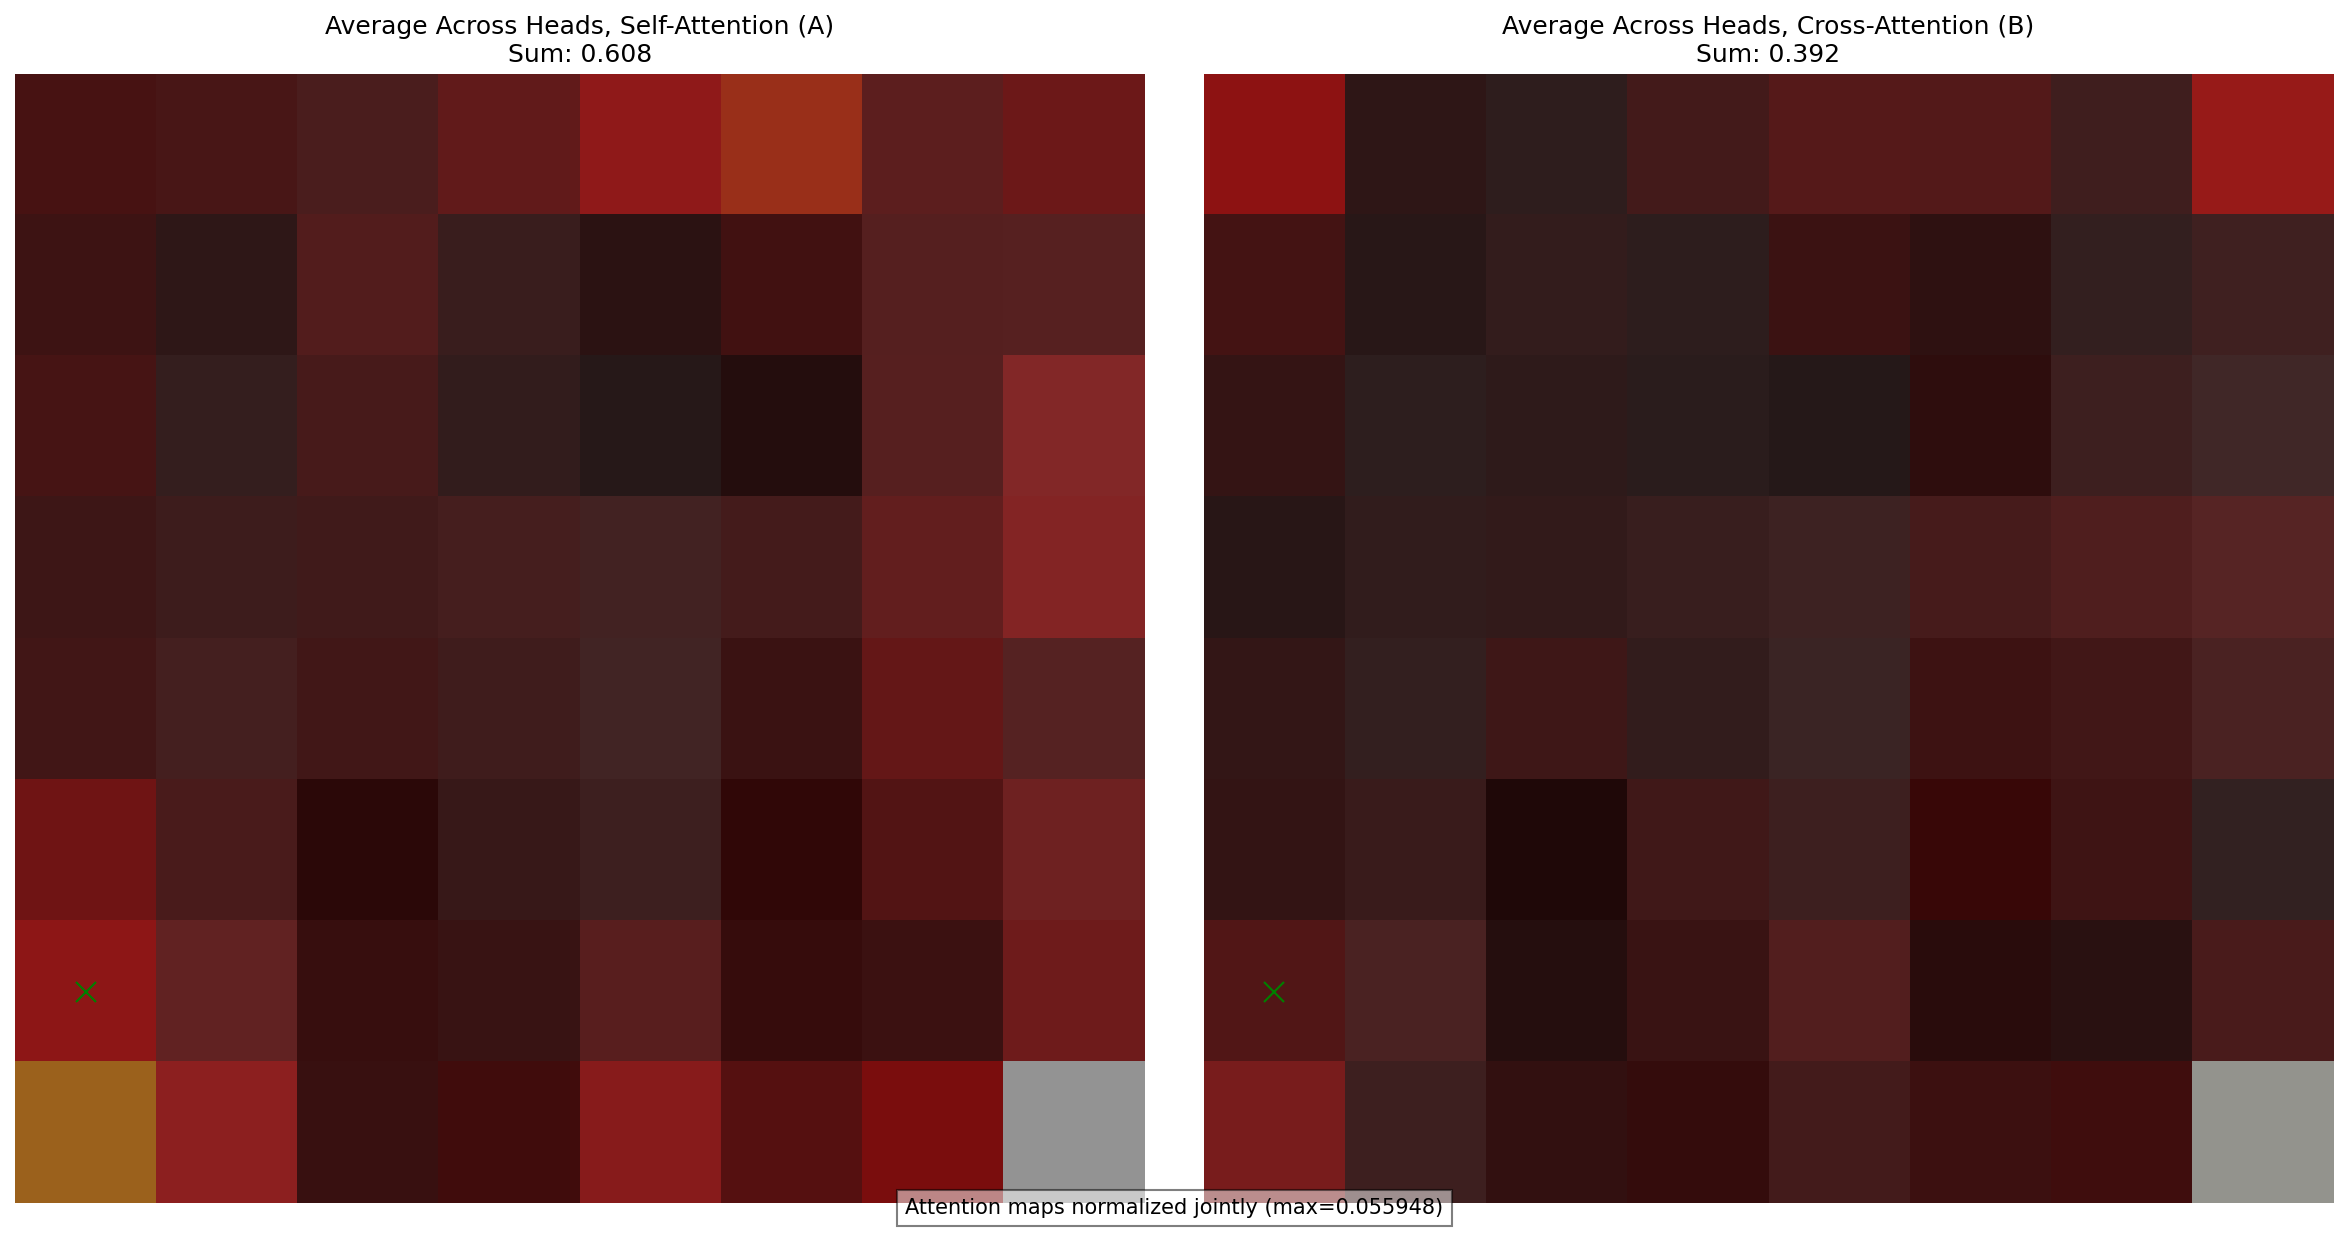 Average Across Heads, Self-Attention (A)
Sum: 0.608
Average Across Heads, Cross-Attention (B)
Sum: 0.392
Attention maps normalized jointly (max=0.055948)